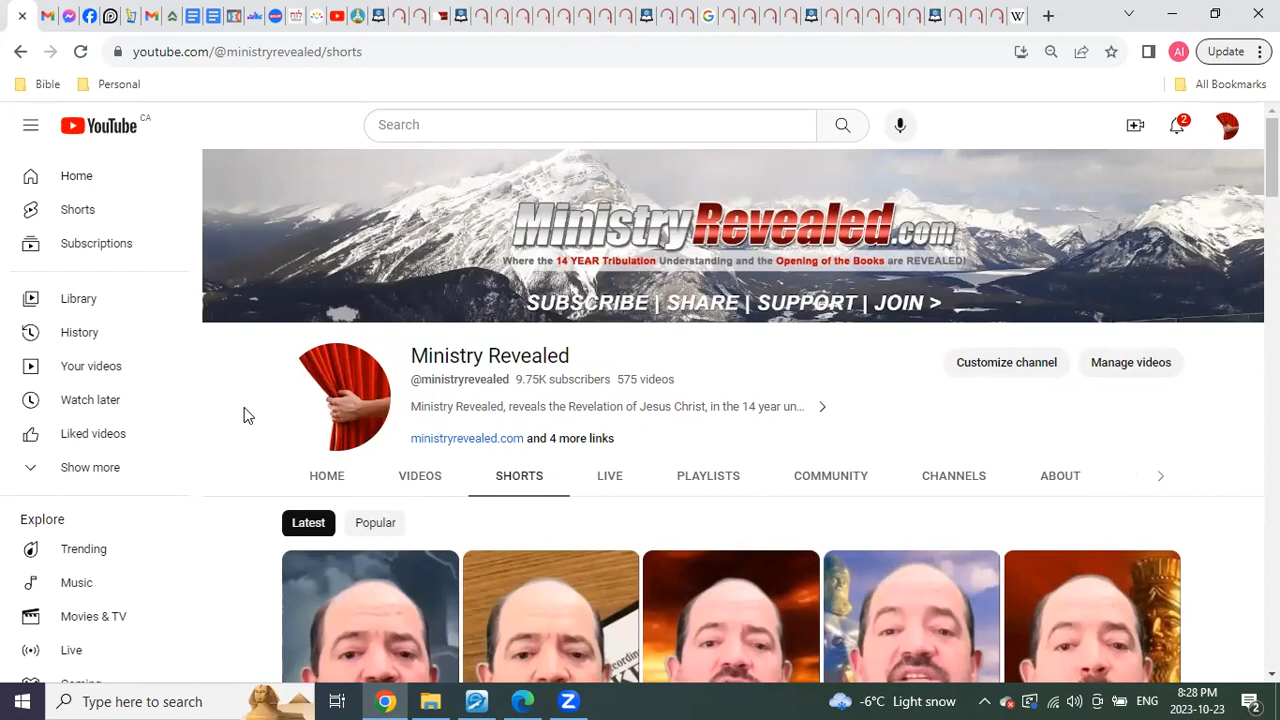 youtube.com/@ministryrevealed/shorts
AI
Update
Bible
Personal
All Bookmarks
YouTube CA
Search
2
Home
Shorts
Subscriptions
Library
History
Your videos
Watch later
Liked videos
Show more
Explore
Trending
Music
Movies & TV
Live
MinistryRevealed.com
Where the 14 YEAR Tribulation Understanding and the Opening of the Books are REVEALED!
SUBSCRIBE | SHARE | SUPPORT | JOIN >
Ministry Revealed
@ministryrevealed 9.75K subscribers 575 videos
Ministry Revealed, reveals the Revelation of Jesus Christ, in the 14 year un...
ministryrevealed.com and 4 more links
Customize channel
Manage videos
HOME
VIDEOS
SHORTS
LIVE
PLAYLISTS
COMMUNITY
CHANNELS
ABOUT
Latest
Popular
Type here to search
-6°C Light snow
ENG
8:28 PM
2023-10-23
2